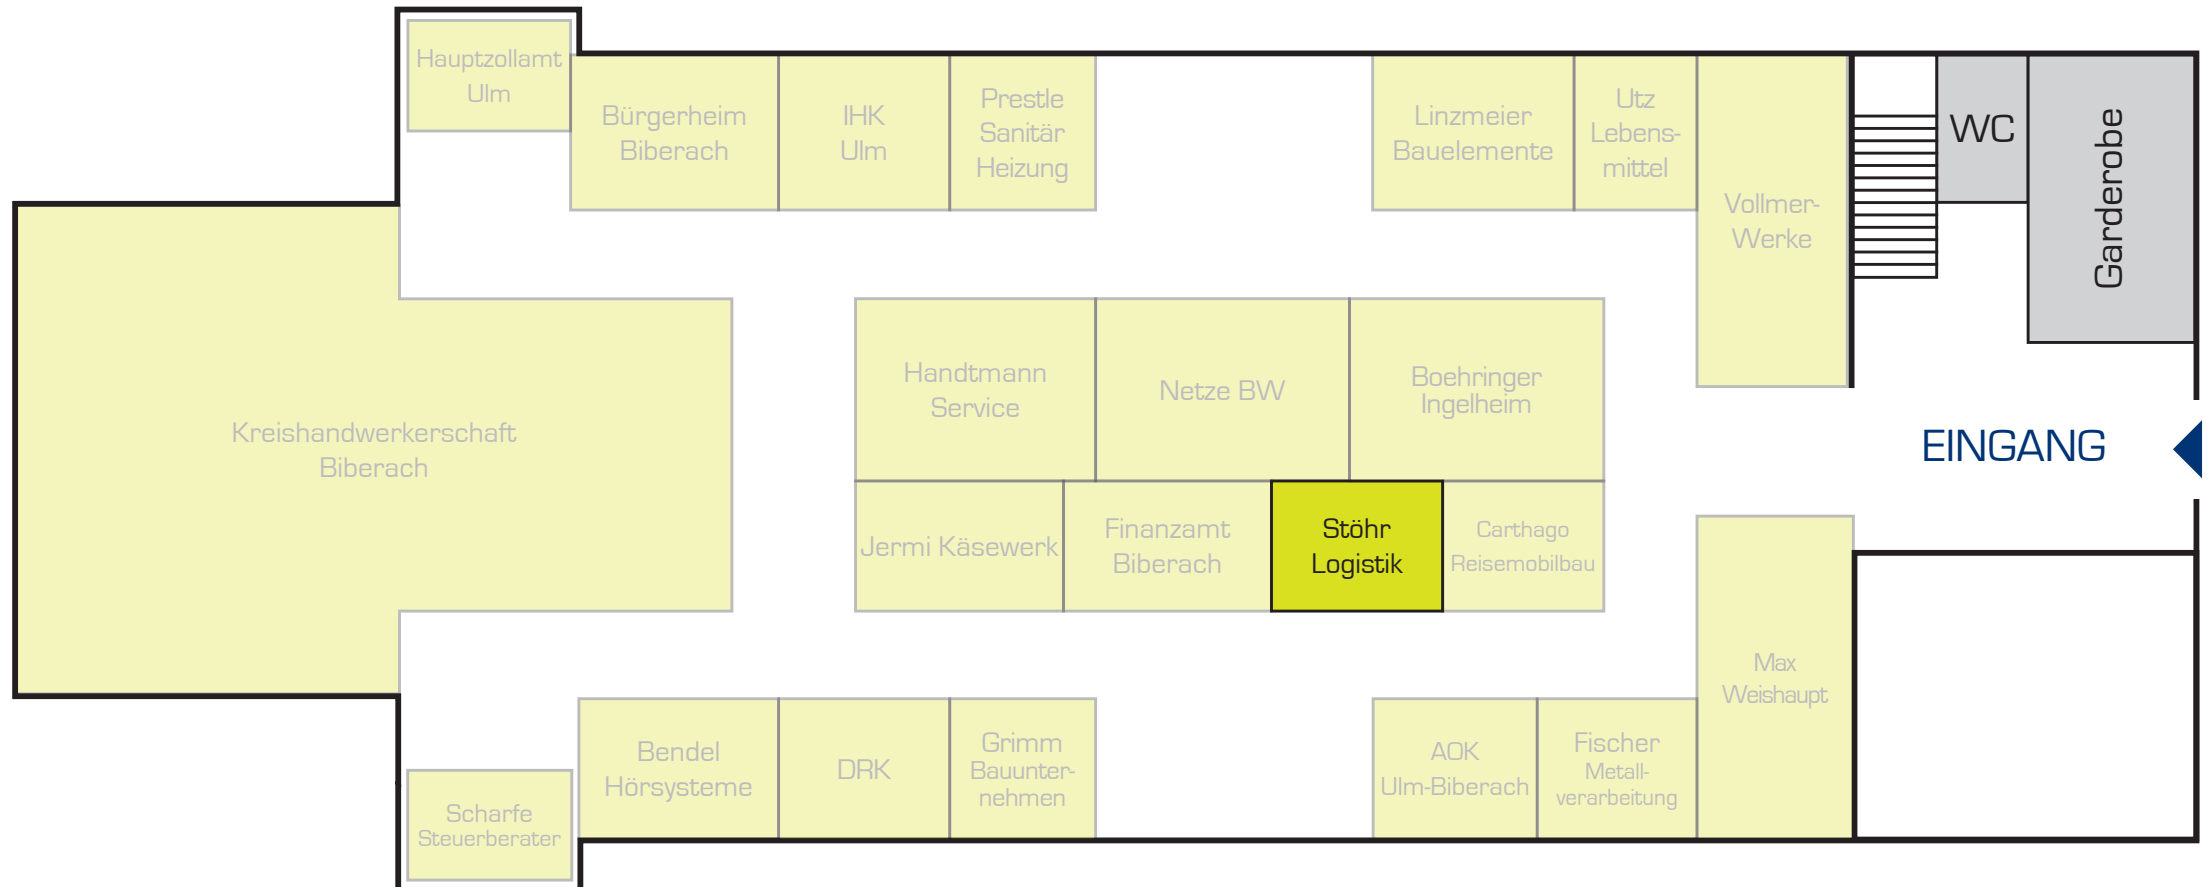 Hauptzollamt
Ulm
Bürgerheim
Biberach
IHK
Ulm
Prestle
Sanitär
Heizung
Linzmeier
Bauelemente
Utz
Lebens-
mittel
Vollmer-
Werke
WC
Garderobe
Kreishandwerkerschaft
Biberach
Handtmann
Service
Netze BW
Boehringer
Ingelheim
EINGANG
Jermi Käsewerk
Finanzamt
Biberach
Stöhr
Logistik
Carthago
Reisemobilbau
Max
Weishaupt
Scharfe
Steuerberater
Bendel
Hörsysteme
DRK
Grimm
Bauunter-
nehmen
AOK
Ulm-Biberach
Fischer
Metall-
verarbeitung